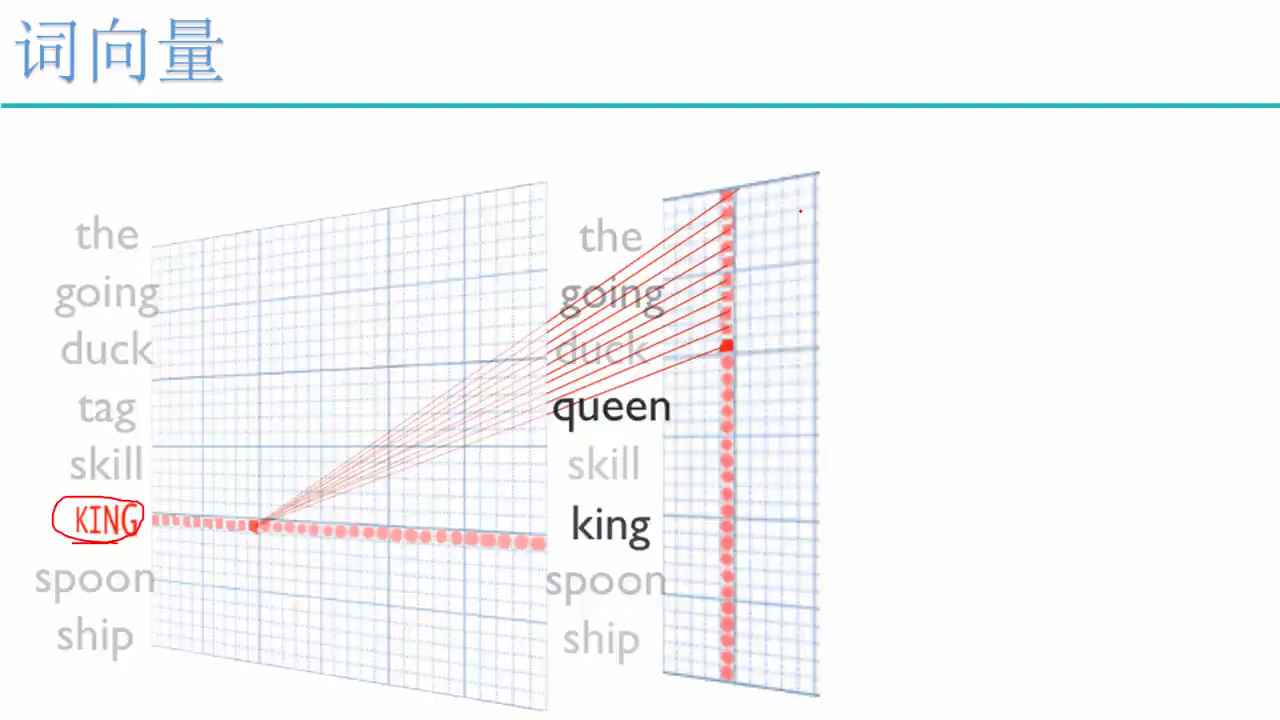 词向量
the
going
duck
tag
skill
KING
spoon
ship
the
going
duck
queen
skill
king
spoon
ship